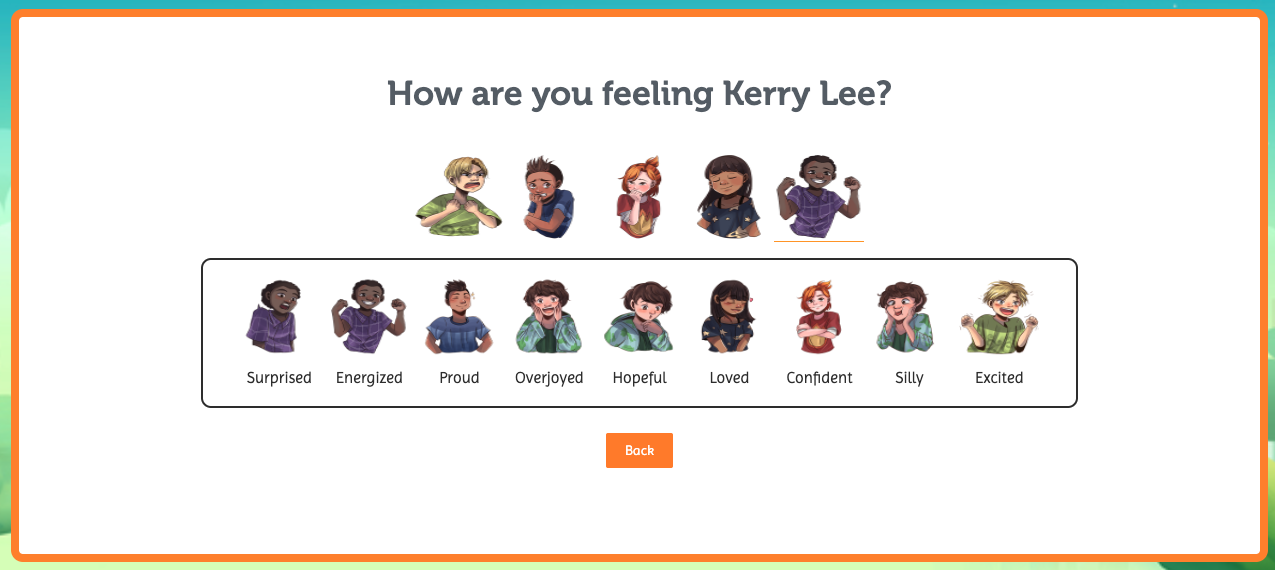 How are you feeling Kerry Lee?
Surprised Energized Proud Overjoyed Hopeful Loved Confident Silly Excited
Back